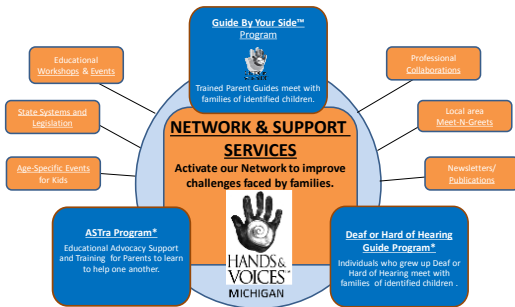 Guide By Your Side™
Program
Trained Parent Guides meet with
families of identified children.
Educational
Workshops & Events
State Systems and
Legislation
Age-Specific Events
for Kids
Professional
Collaborations
Local area
Meet-N-Greets
Newsletters/
Publications
NETWORK & SUPPORT
SERVICES
Activate our Network to improve
challenges faced by families.
HANDS &
VOICES™
MICHIGAN
ASTra Program*
Educational Advocacy Support
and Training for Parents to learn
to help one another.
Deaf or Hard of Hearing
Guide Program*
Individuals who grew up Deaf or
Hard of Hearing meet with
families of identified children .